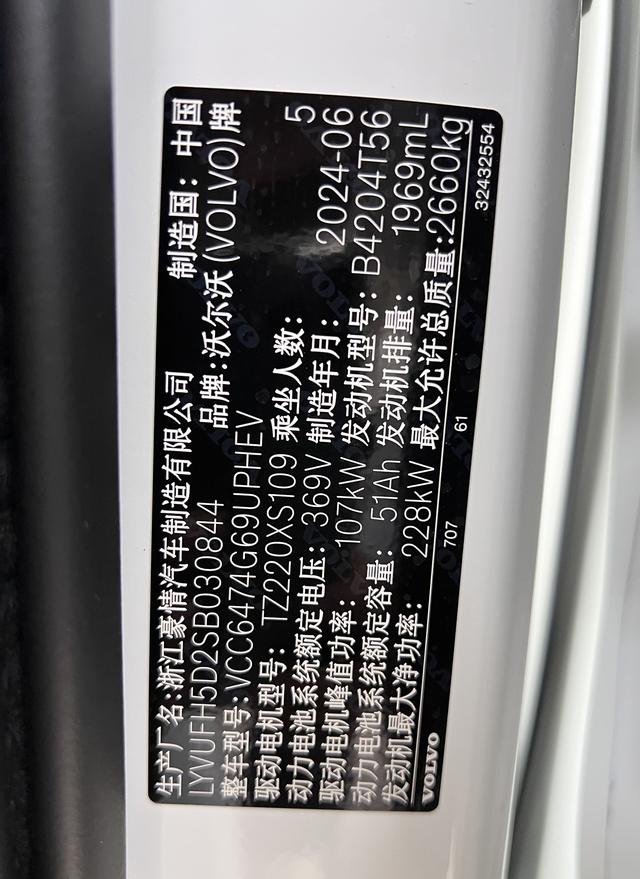 生产厂名:浙江豪情汽车制造有限公司 制造国: 中国
LYVUFH5D2SB030844 品牌:沃尔沃(VOLVO)牌
整车型号:VCC6474G69UPHEV
驱动电机型号: TZ220XS109 乘坐人数: 5
动力电池系统额定电压: 369V 制造年月: 2024-06
驱动电机峰值功率: 107kW 发动机型号: B4204T56
动力电池系统额定容量: 51Ah 发动机排量: 1969mL
发动机最大净功率: 228kW 最大允许总质量:2660kg
VOLVO 707 61 32432554